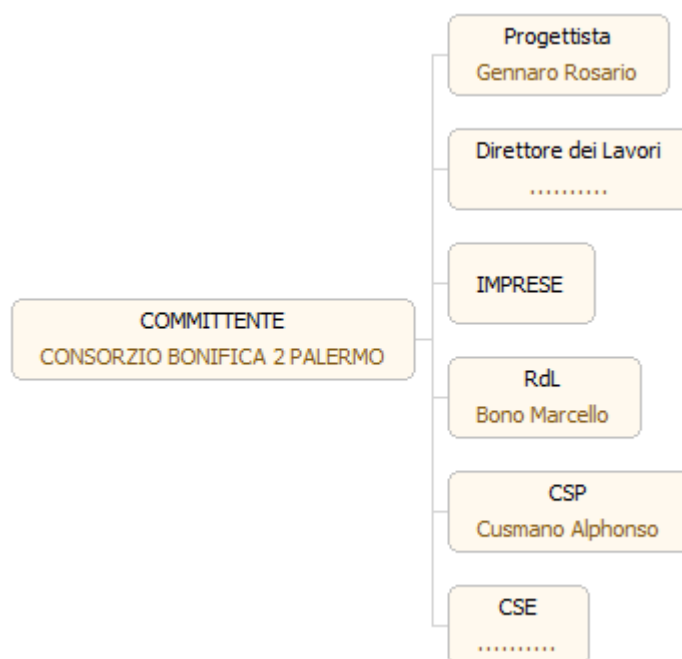 Progettista
Gennaro Rosario
Direttore dei Lavori
..........
IMPRESE
COMMITTENTE
CONSORZIO BONIFICA 2 PALERMO
RdL
Bono Marcello
CSP
Cusmano Alphonso
CSE
..........